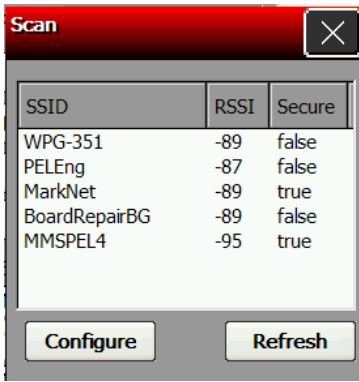 Scan
SSID RSSI Secure
WPG-351 -89 false
PELEng -87 false
MarkNet -89 true
BoardRepairBG -89 false
MMSPEL4 -95 true
Configure Refresh